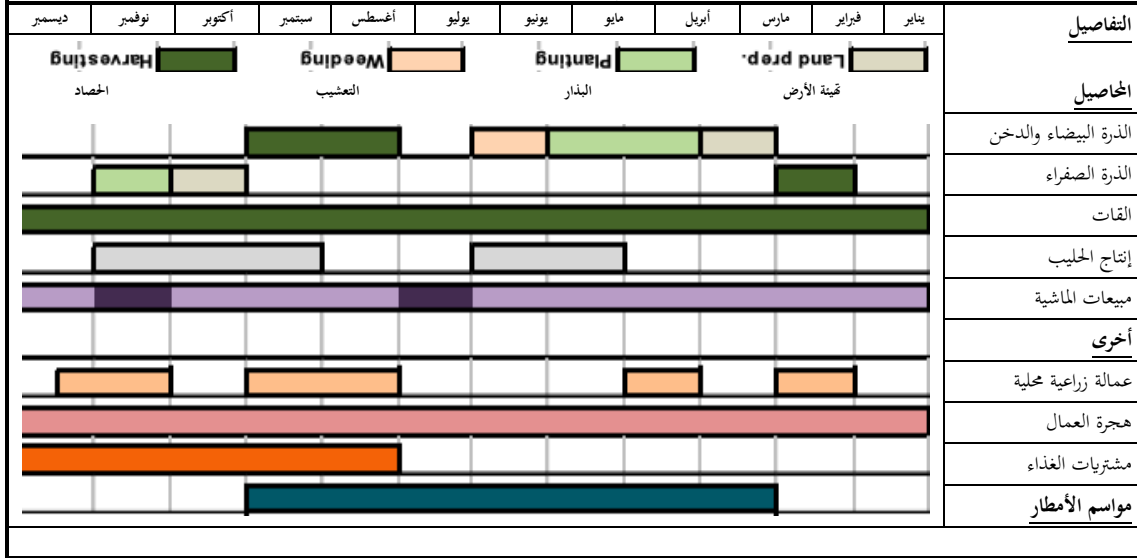 التفاصيل يناير فبراير مارس أبريل مايو يونيو يوليو أغسطس سبتمبر أكتوبر نوفمبر ديسمبر
Land prep. Planting Weeding Harvesting
المحاصيل تهيئة الأرض البذار التعشيب الحصاد
الذرة البيضاء والدخن
الذرة الصفراء
القات
إنتاج الحليب
مبيعات الماشية
أخرى
عمالة زراعية محلية
هجرة العمال
مشتريات الغذاء
مواسم الأمطار